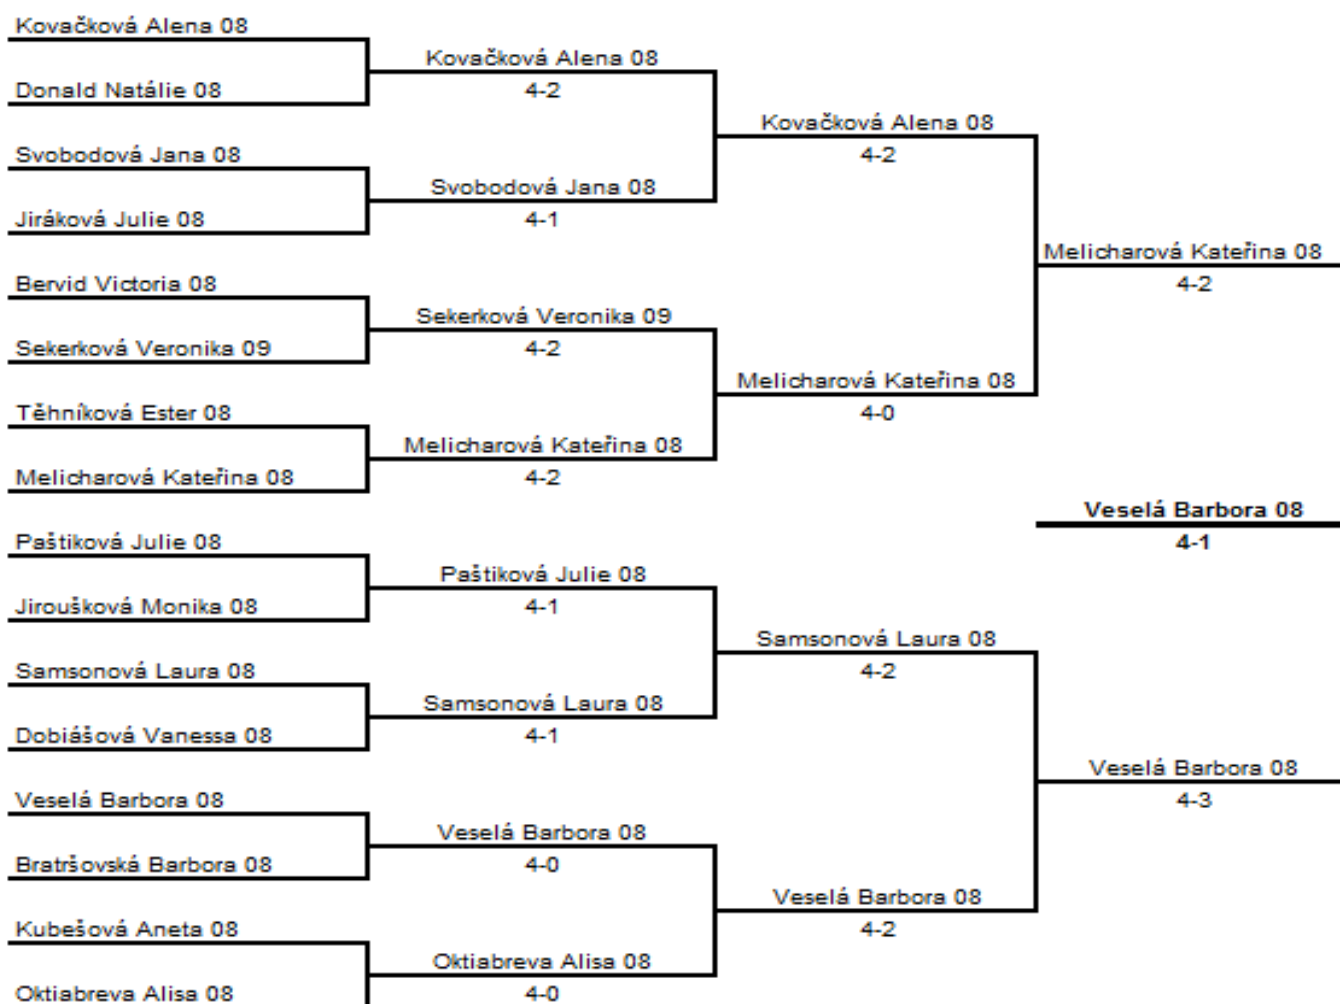 Kovačková Alena 08
Donald Natálie 08
Svobodová Jana 08
Jiráková Julie 08
Bervid Victoria 08
Sekerková Veronika 09
Těhníková Ester 08
Melicharová Kateřina 08
Paštiková Julie 08
Jiroušková Monika 08
Samsonová Laura 08
Dobiášová Vanessa 08
Veselá Barbora 08
Bratršovská Barbora 08
Kubešová Aneta 08
Oktiabreva Alisa 08
Kovačková Alena 08
4-2
Svobodová Jana 08
4-1
Sekerková Veronika 09
4-2
Melicharová Kateřina 08
4-2
Paštiková Julie 08
4-1
Samsonová Laura 08
4-1
Veselá Barbora 08
4-0
Oktiabreva Alisa 08
4-0
Kovačková Alena 08
4-2
Melicharová Kateřina 08
4-0
Samsonová Laura 08
4-2
Veselá Barbora 08
4-2
Melicharová Kateřina 08
4-2
Veselá Barbora 08
4-1
Veselá Barbora 08
4-3